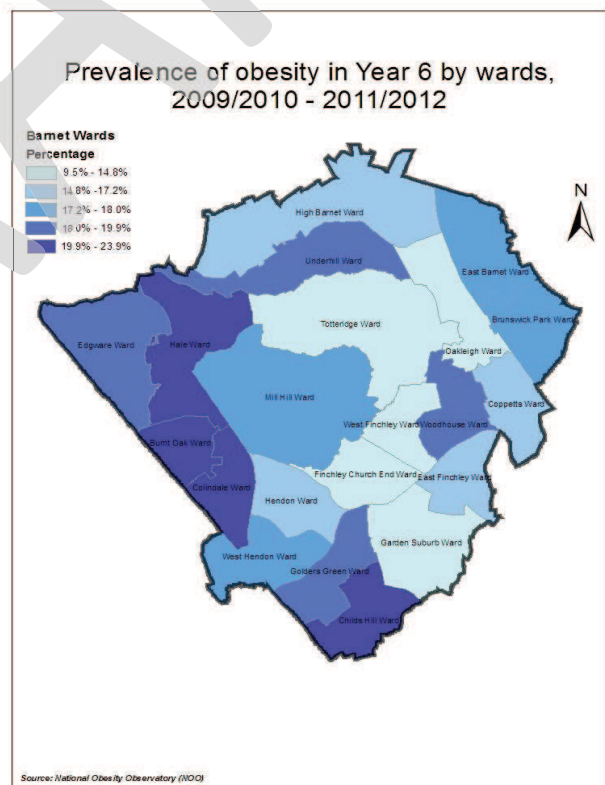 Prevalence of obesity in Year 6 by wards,
2009/2010 - 2011/2012
Barnet Wards
Percentage
9.5% - 14.8%
14.8% -17.2%
17.2% - 18.0%
18.0% - 19.9%
19.9% - 23.9%
N
High Barnet Ward
Underhill Ward
East Barnet Ward
Totteridge Ward
Brunswick Park Ward
Edgware Ward
Hale Ward
Oakleigh Ward
Mill Hill Ward
Coppetts Ward
West Finchley Ward
Woodhouse Ward
Burnt Oak Ward
Finchley Church End Ward
East Finchley Ward
Colindale Ward
Hendon Ward
Garden Suburb Ward
West Hendon Ward
Golders Green Ward
Childs Hill Ward
Source: National Obesity Observatory (NOO)